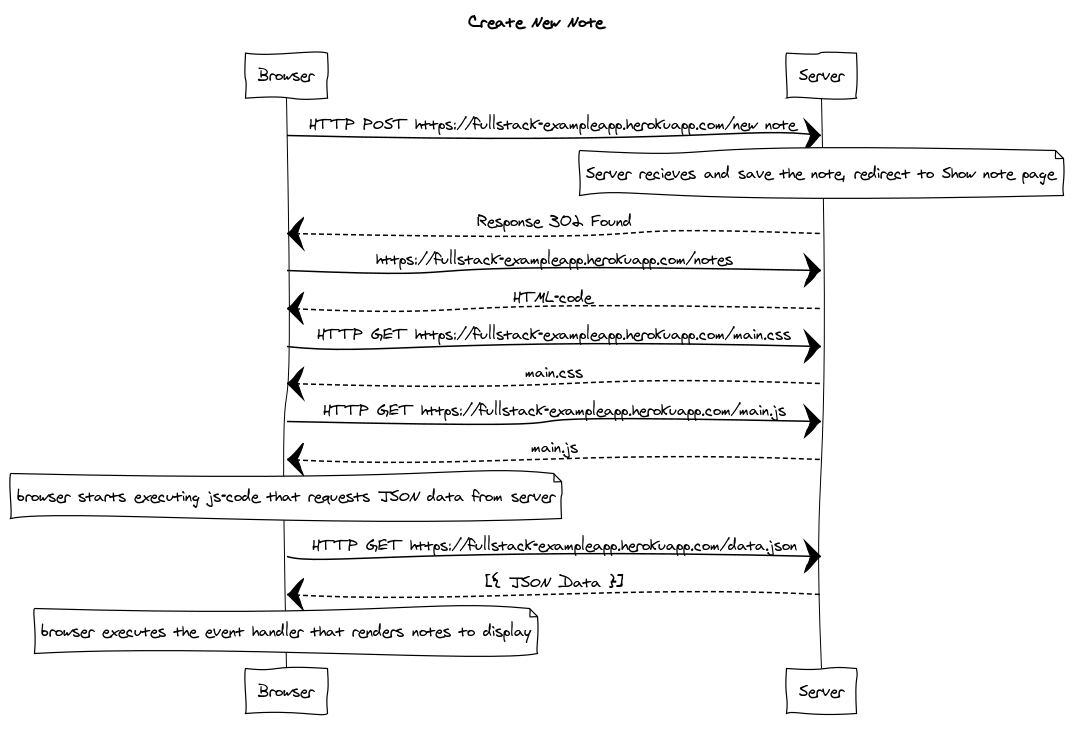 Create New Note
Browser
Server
HTTP POST https://fullstack-exampleapp.herokuapp.com/new note
Server recieves and save the note, redirect to Show note page
Response 302 Found
https://fullstack-exampleapp.herokuapp.com/notes
HTML-code
HTTP GET https://fullstack-exampleapp.herokuapp.com/main.css
main.css
HTTP GET https://fullstack-exampleapp.herokuapp.com/main.js
main.js
browser starts executing js-code that requests JSON data from server
HTTP GET https://fullstack-exampleapp.herokuapp.com/data.json
[{ JSON Data }]
browser executes the event handler that renders notes to display
Browser
Server